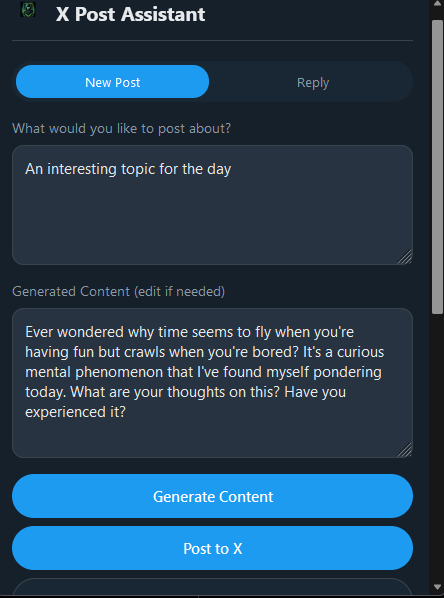 X Post Assistant
New Post
Reply
What would you like to post about?
An interesting topic for the day
Generated Content (edit if needed)
Ever wondered why time seems to fly when you're
having fun but crawls when you're bored? It's a curious
mental phenomenon that I've found myself pondering
today. What are your thoughts on this? Have you
experienced it?
Generate Content
Post to X